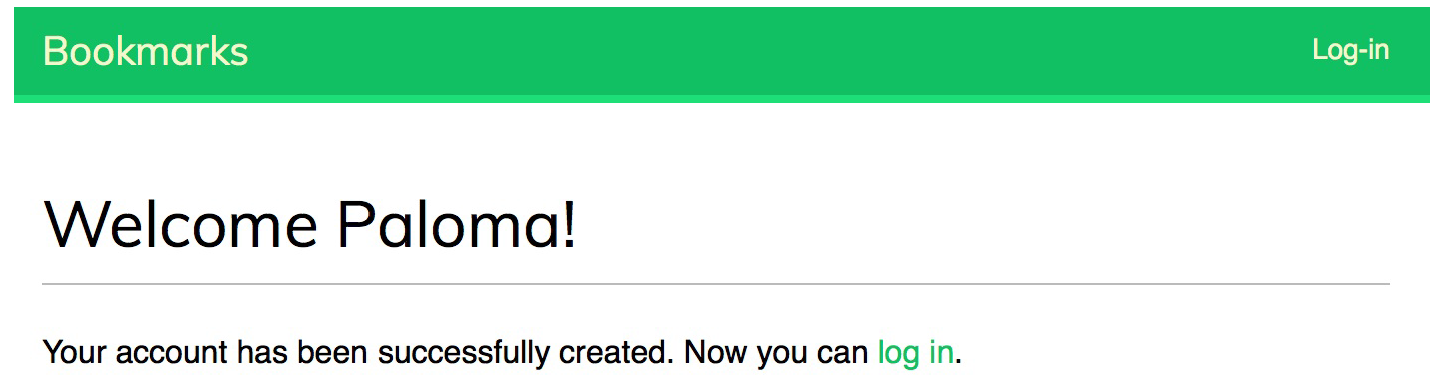 Bookmarks
Log-in
Welcome Paloma!
Your account has been successfully created. Now you can log in.